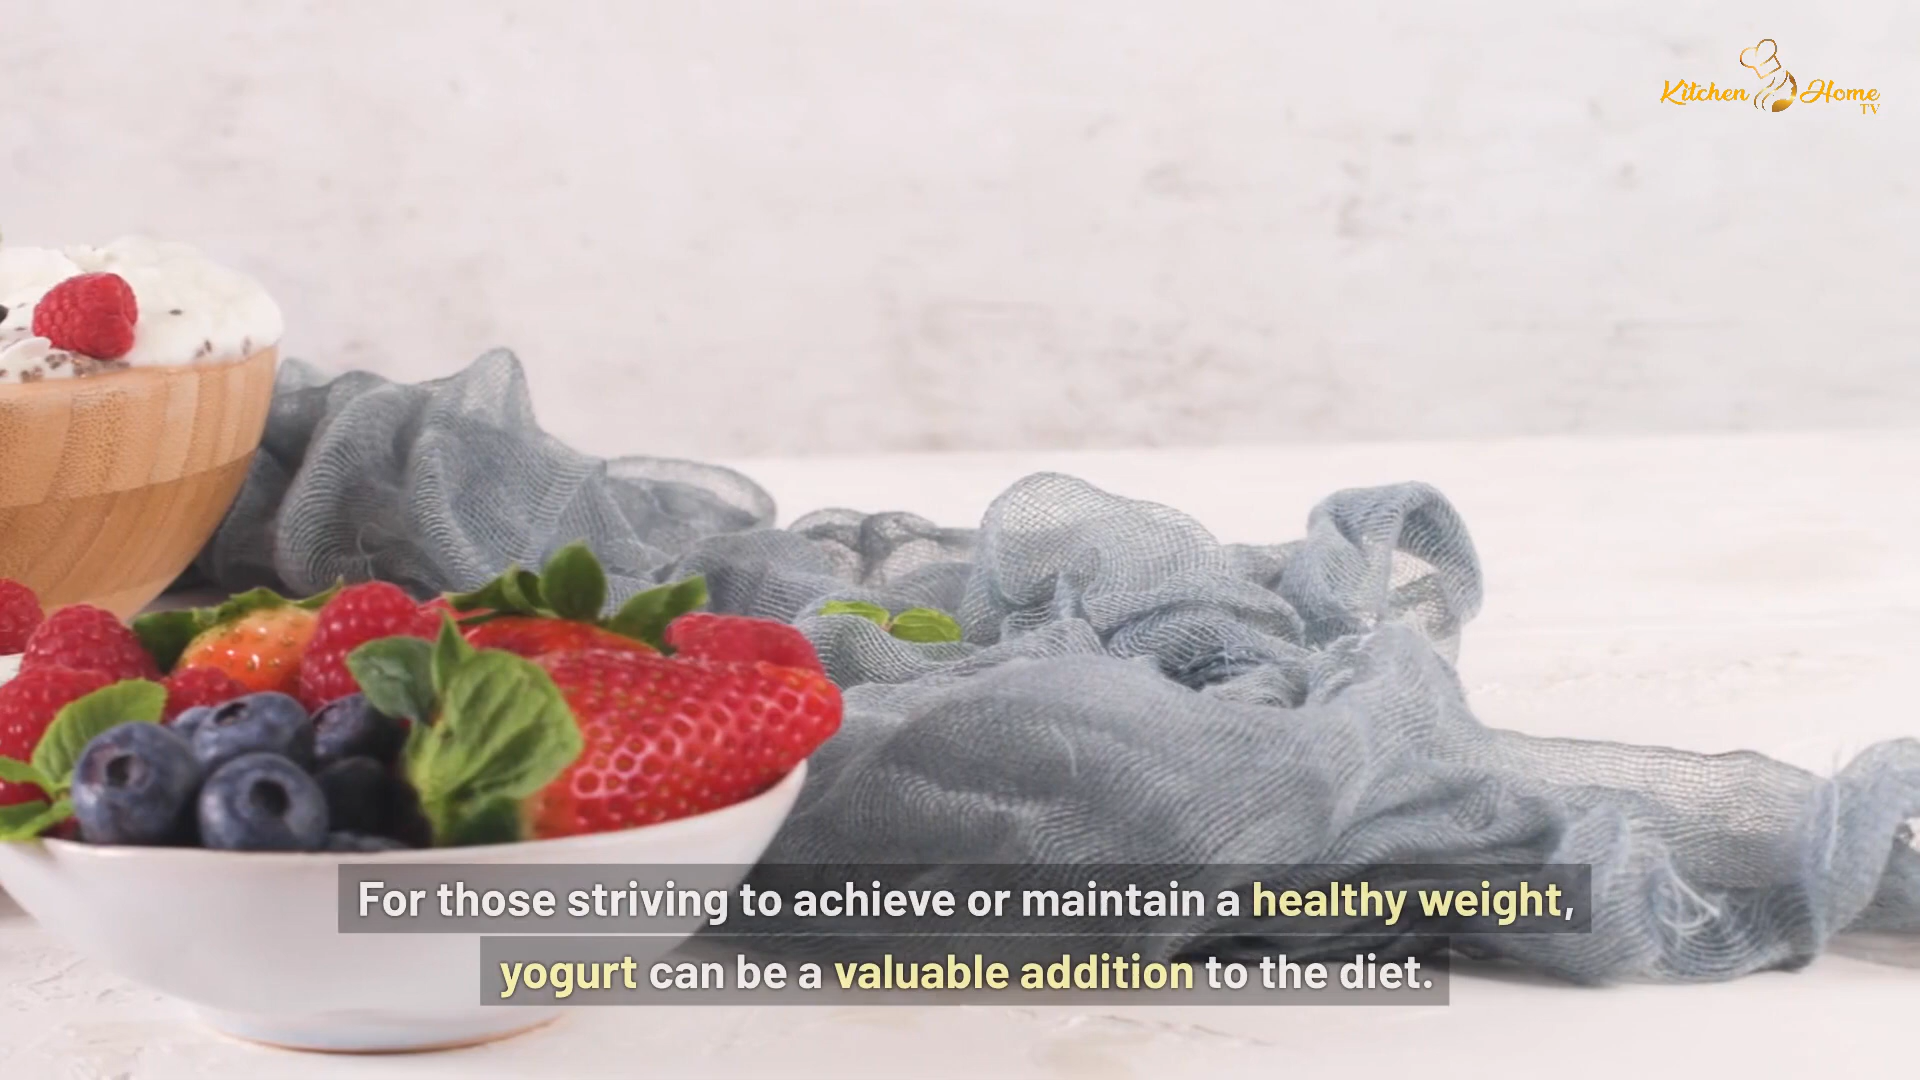 Kitchen Home
TV
For those striving to achieve or maintain a healthy weight,
yogurt can be a valuable addition to the diet.